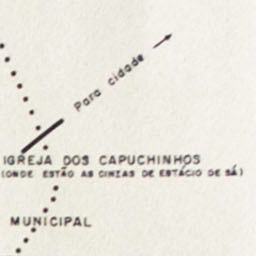 Para cidade
IGREJA DOS CAPUCHINHOS
(ONDE ESTÃO AS CINZAS DE ESTÁCIO DE SÁ)
MUNICIPAL